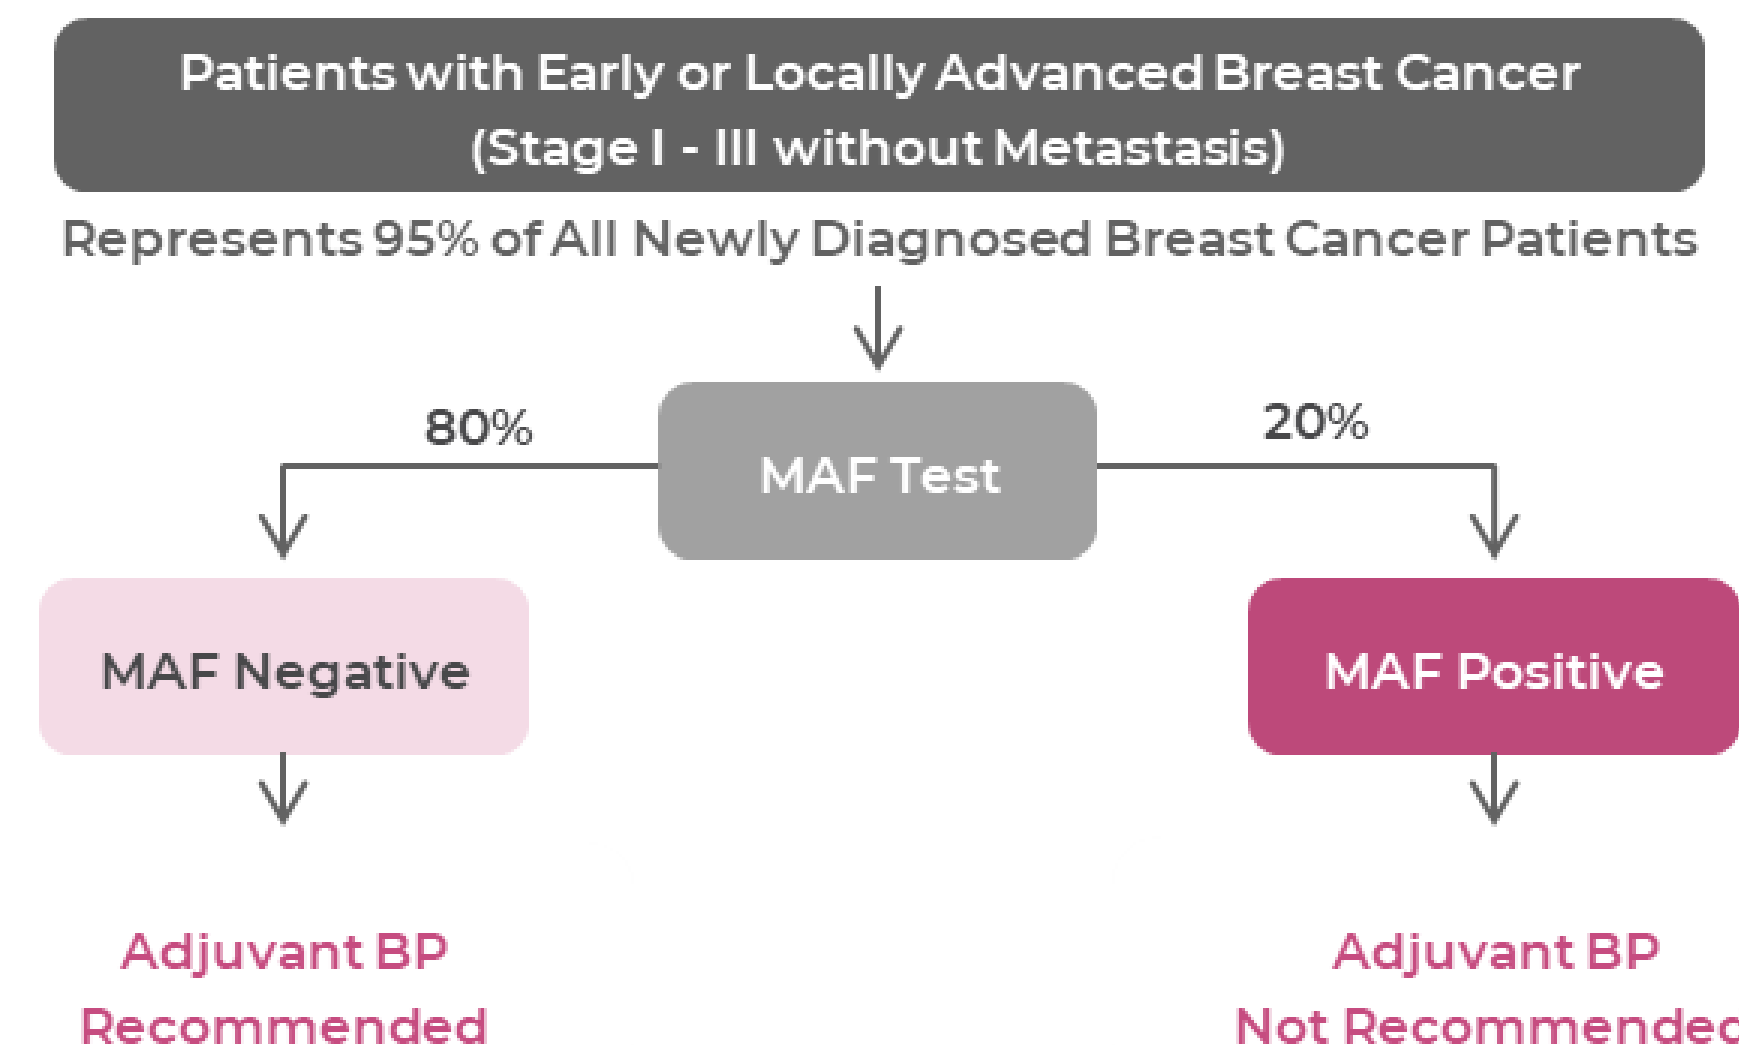 Patients with Early or Locally Advanced Breast Cancer
(Stage I - III without Metastasis)
Represents 95% of All Newly Diagnosed Breast Cancer Patients
80%
20%
MAF Test
MAF Negative
MAF Positive
Adjuvant BP
Recommended
Adjuvant BP
Not Recommended